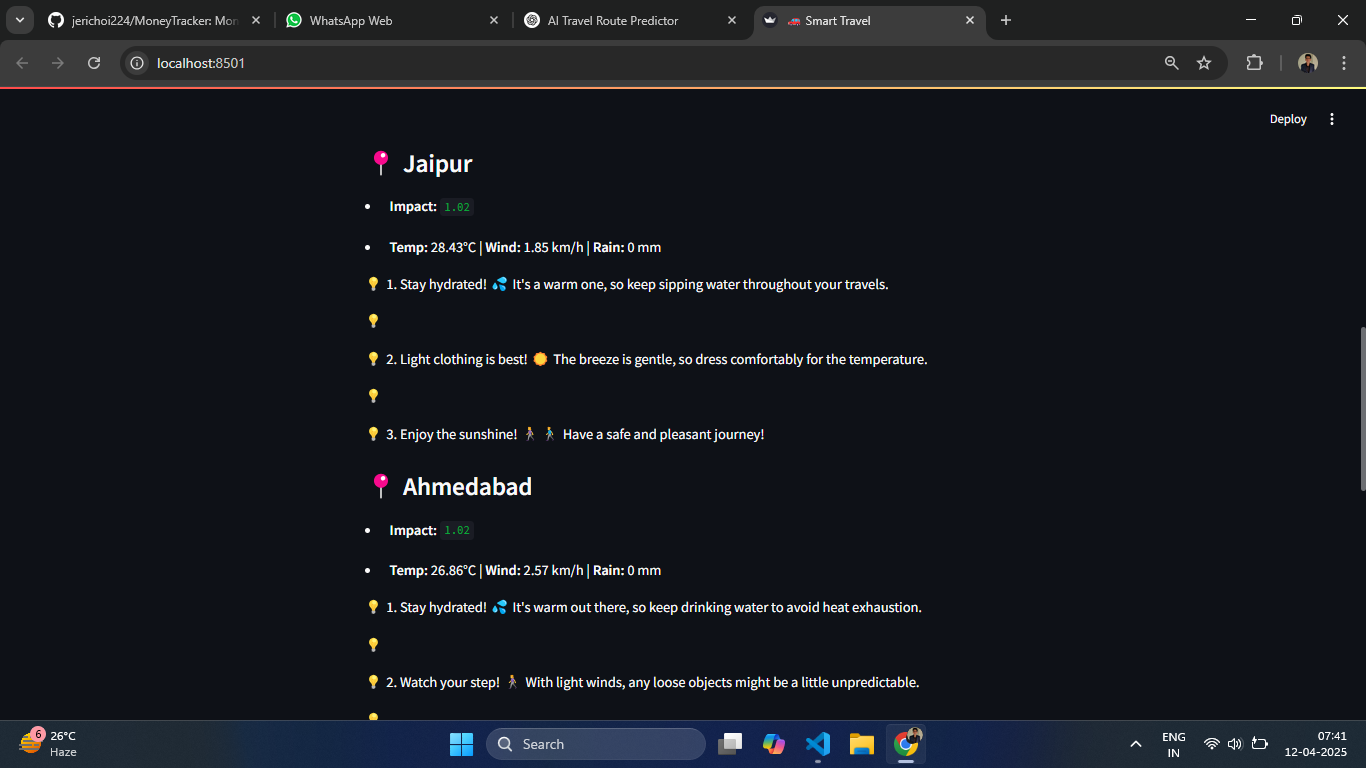 jerichoi224/MoneyTracker: Mon
WhatsApp Web
AI Travel Route Predictor
🚗 Smart Travel
localhost:8501
Deploy
📍 Jaipur
• Impact: 1.02
• Temp: 28.43°C | Wind: 1.85 km/h | Rain: 0 mm
💡 1. Stay hydrated! 💦 It's a warm one, so keep sipping water throughout your travels.
💡
💡 2. Light clothing is best! ☀️ The breeze is gentle, so dress comfortably for the temperature.
💡
💡 3. Enjoy the sunshine! 🚶🏽‍♀️ 🚶🏽‍♂️ Have a safe and pleasant journey!
📍 Ahmedabad
• Impact: 1.02
• Temp: 26.86°C | Wind: 2.57 km/h | Rain: 0 mm
💡 1. Stay hydrated! 💦 It's warm out there, so keep drinking water to avoid heat exhaustion.
💡
💡 2. Watch your step! 🚶🏽‍♀️ With light winds, any loose objects might be a little unpredictable.
💡
6
26°C
Haze
Search
ENG
IN
07:41
12-04-2025